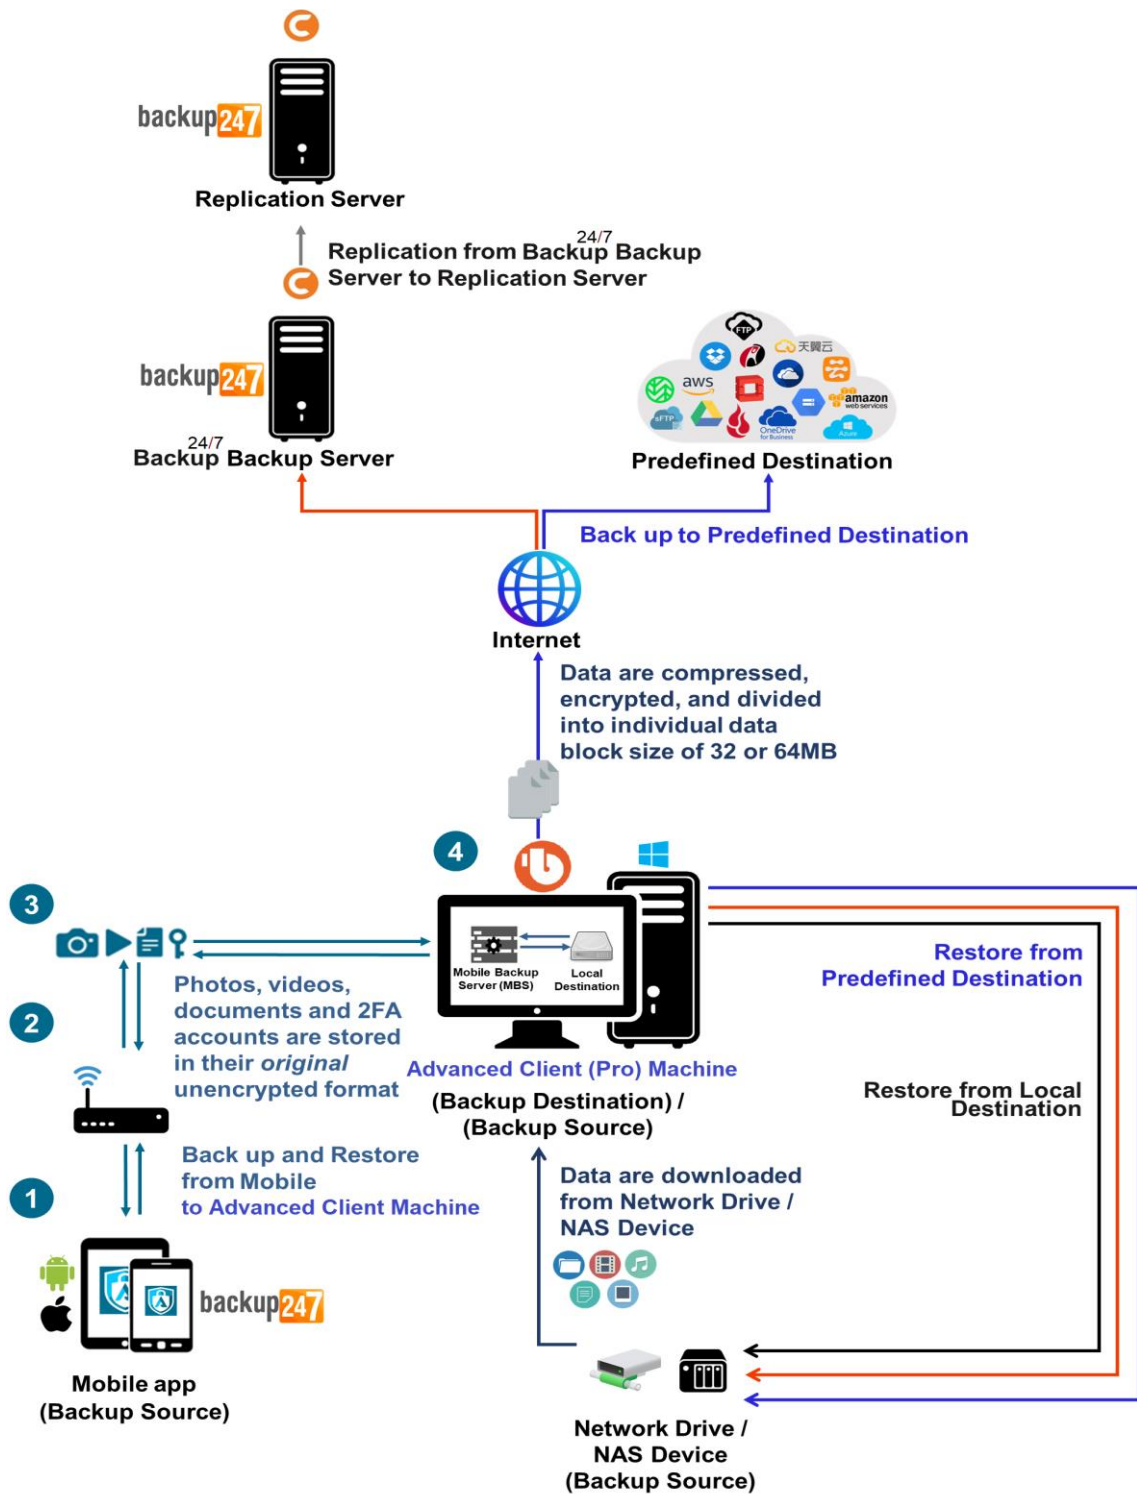 backup247
Replication Server
24/7
Replication from Backup Backup
Server to Replication Server
backup247
24/7
Backup Backup Server
FTP
天翼云
aws
amazon
web services
sFTP
OneDrive
for Business
Azure
Predefined Destination
Back up to Predefined Destination
Internet
Data are compressed,
encrypted, and divided
into individual data
block size of 32 or 64MB
4
3
Mobile Backup
Server (MBS)
Local
Destination
Restore from
Predefined Destination
Photos, videos,
documents and 2FA
accounts are stored
in their original
unencrypted format
2
Advanced Client (Pro) Machine
(Backup Destination) /
(Backup Source)
Restore from Local
Destination
Back up and Restore
from Mobile
to Advanced Client Machine
1
Data are downloaded
from Network Drive /
NAS Device
backup247
Mobile app
(Backup Source)
Network Drive /
NAS Device
(Backup Source)